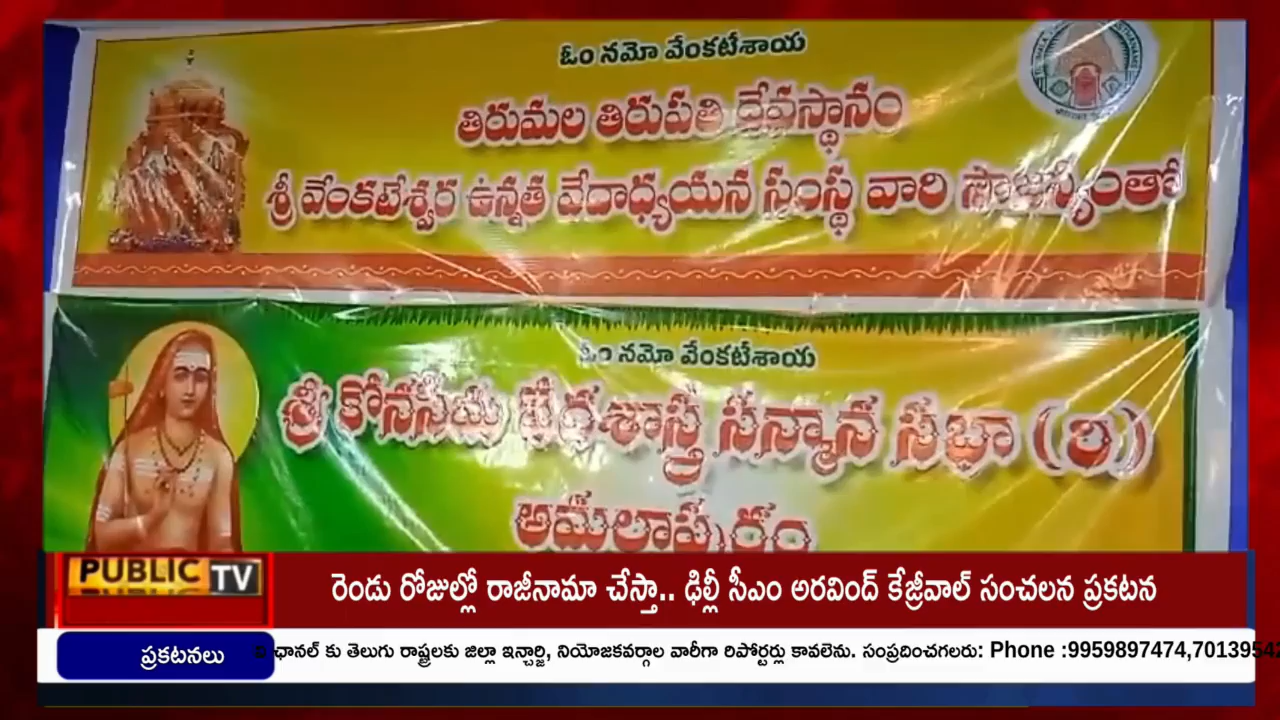 ఓం నమో వేంకటేశాయ
తిరుమల తిరుపతి దేవస్థానం
శ్రీ వేంకటేశ్వర ఉన్నత వేదాధ్యయన సంస్థ వారి సౌజన్యంతో
ఓం నమో వేంకటేశాయ
శ్రీ కోనసీమ వేదశాస్త్ర సన్మాన సభా (రి)
అమలాపురం
PUBLIC TV
రెండు రోజుల్లో రాజీనామా చేస్తా.. ఢిల్లీ సీఎం అరవింద్ కేజ్రీవాల్ సంచలన ప్రకటన
ప్రకటనలు
ఛానల్ కు తెలుగు రాష్ట్రలకు జిల్లా ఇన్చార్జి, నియోజకవర్గాల వారీగా రిపోర్టర్లు కావలెను. సంప్రదించగలరు: Phone :9959897474,70139542